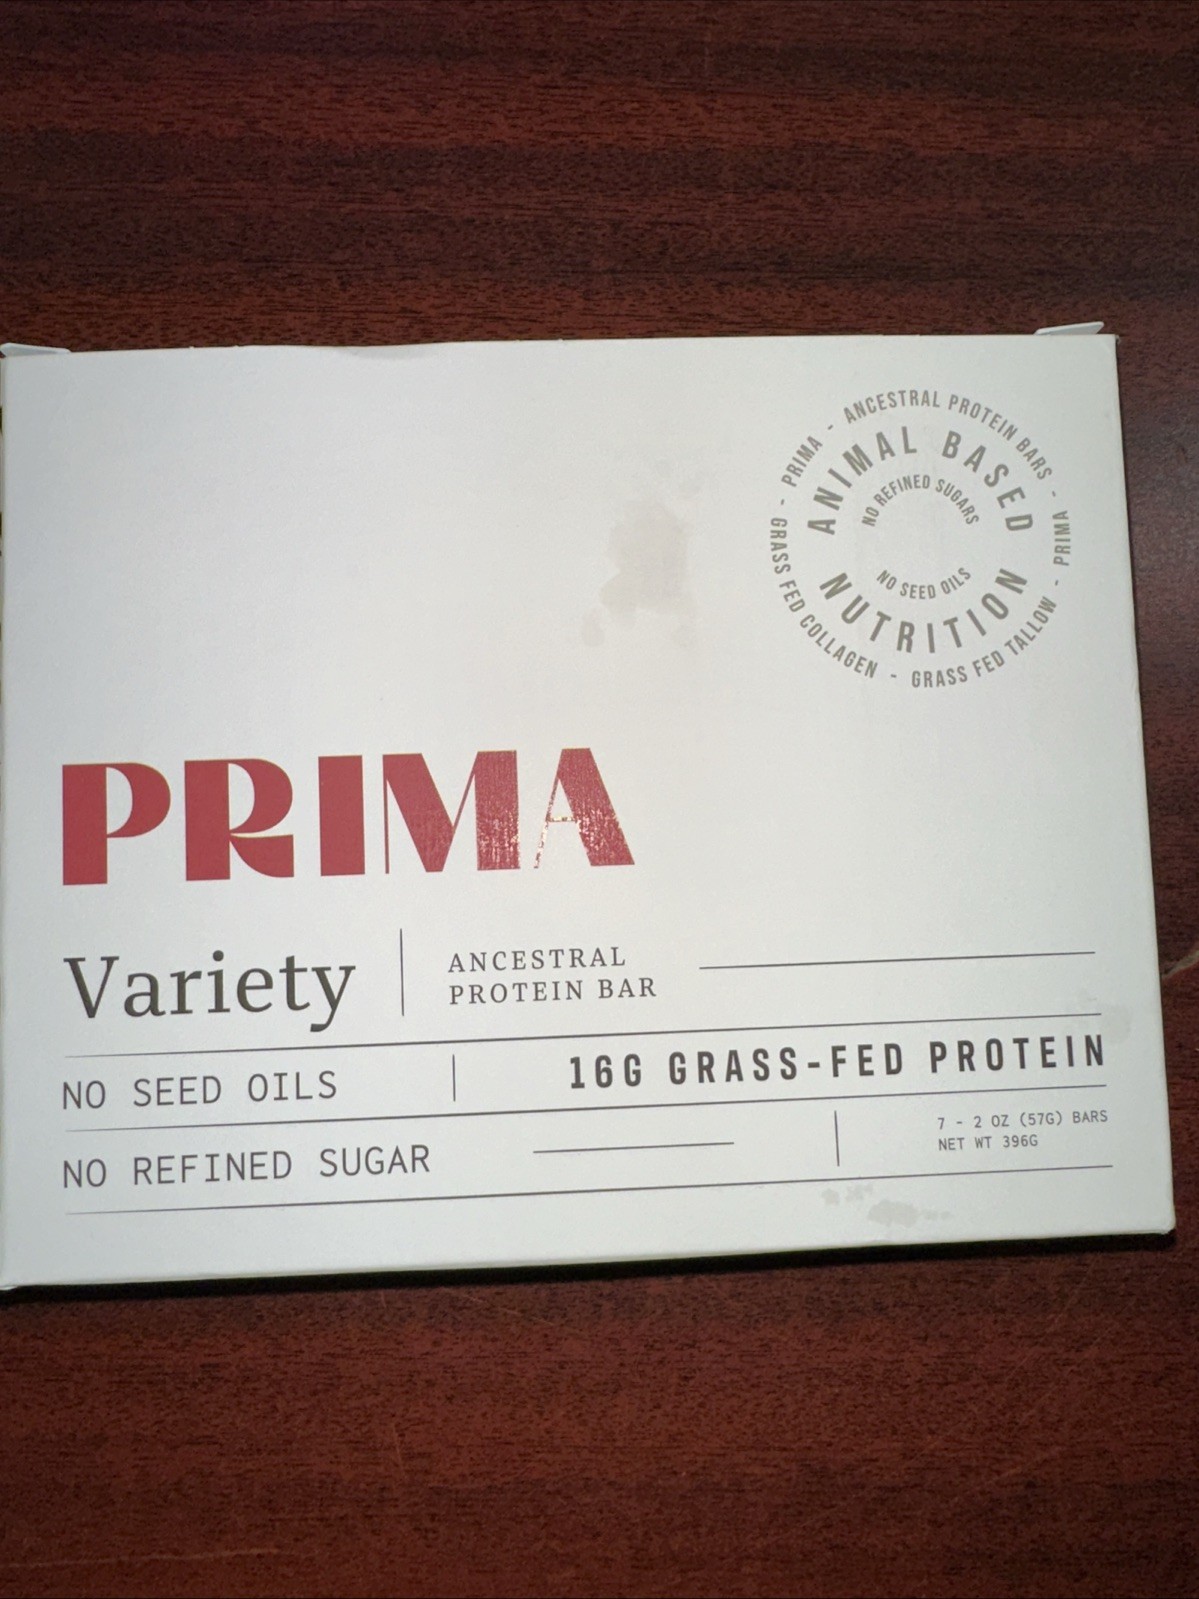 PRIMA - ANCESTRAL PROTEIN BARS - PRIMA - GRASS FED TALLOW - GRASS FED COLLAGEN -
ANIMAL BASED
NO REFINED SUGARS
NO SEED OILS
NUTRITION
PRIMA
Variety
ANCESTRAL
PROTEIN BAR
NO SEED OILS
16G GRASS-FED PROTEIN
NO REFINED SUGAR
7 - 2 OZ (57G) BARS
NET WT 396G